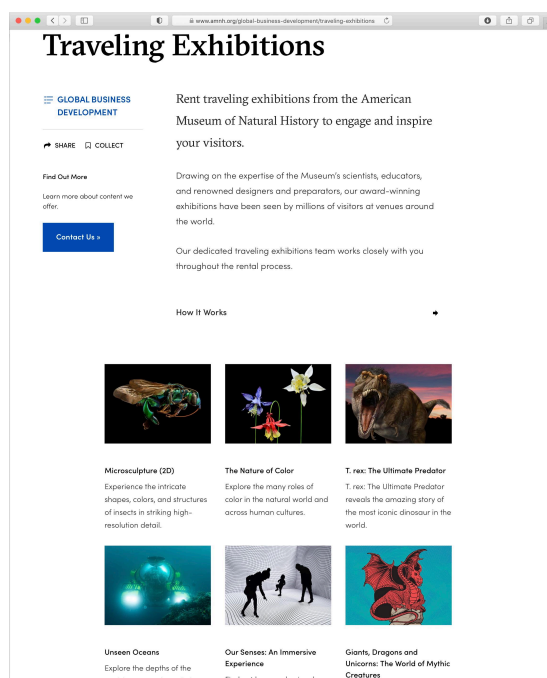 www.amnh.org/global-business-development/traveling-exhibitions
Traveling Exhibitions
GLOBAL BUSINESS
DEVELOPMENT
SHARE COLLECT
Find Out More
Learn more about content we
offer.
Contact Us »
Rent traveling exhibitions from the American
Museum of Natural History to engage and inspire
your visitors.
Drawing on the expertise of the Museum's scientists, educators,
and renowned designers and preparators, our award-winning
exhibitions have been seen by millions of visitors at venues around
the world.
Our dedicated traveling exhibitions team works closely with you
throughout the rental process.
How It Works
Microsculpture (2D)
Experience the intricate
shapes, colors, and structures
of insects in striking high-
resolution detail.
The Nature of Color
Explore the many roles of
color in the natural world and
across human cultures.
T. rex: The Ultimate Predator
T. rex: The Ultimate Predator
reveals the amazing story of
the most iconic dinosaur in the
world.
Unseen Oceans
Explore the depths of the
Our Senses: An Immersive
Experience
Giants, Dragons and
Unicorns: The World of Mythic
Creatures